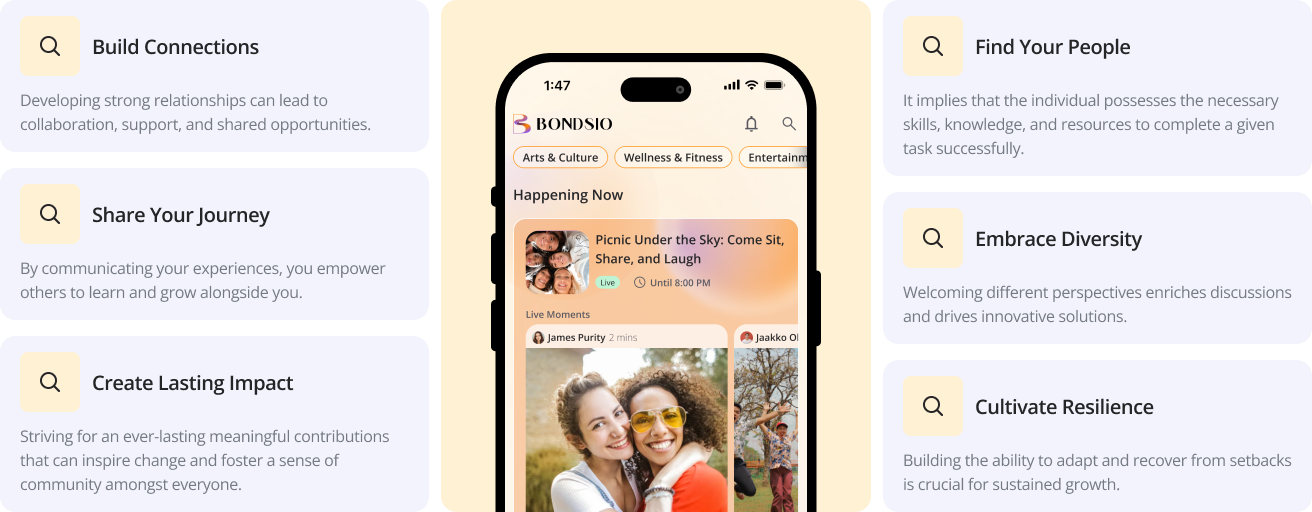 Build Connections
Developing strong relationships can lead to
collaboration, support, and shared opportunities.
Share Your Journey
By communicating your experiences, you empower
others to learn and grow alongside you.
Create Lasting Impact
Striving for an ever-lasting meaningful contributions
that can inspire change and foster a sense of
community amongst everyone.
1:47
BONDSIO
Arts & Culture Wellness & Fitness Entertainm
Happening Now
Picnic Under the Sky: Come Sit,
Share, and Laugh
Live Until 8:00 PM
Live Moments
James Purity 2 mins Jaakko Ol
Find Your People
It implies that the individual possesses the necessary
skills, knowledge, and resources to complete a given
task successfully.
Embrace Diversity
Welcoming different perspectives enriches discussions
and drives innovative solutions.
Cultivate Resilience
Building the ability to adapt and recover from setbacks
is crucial for sustained growth.